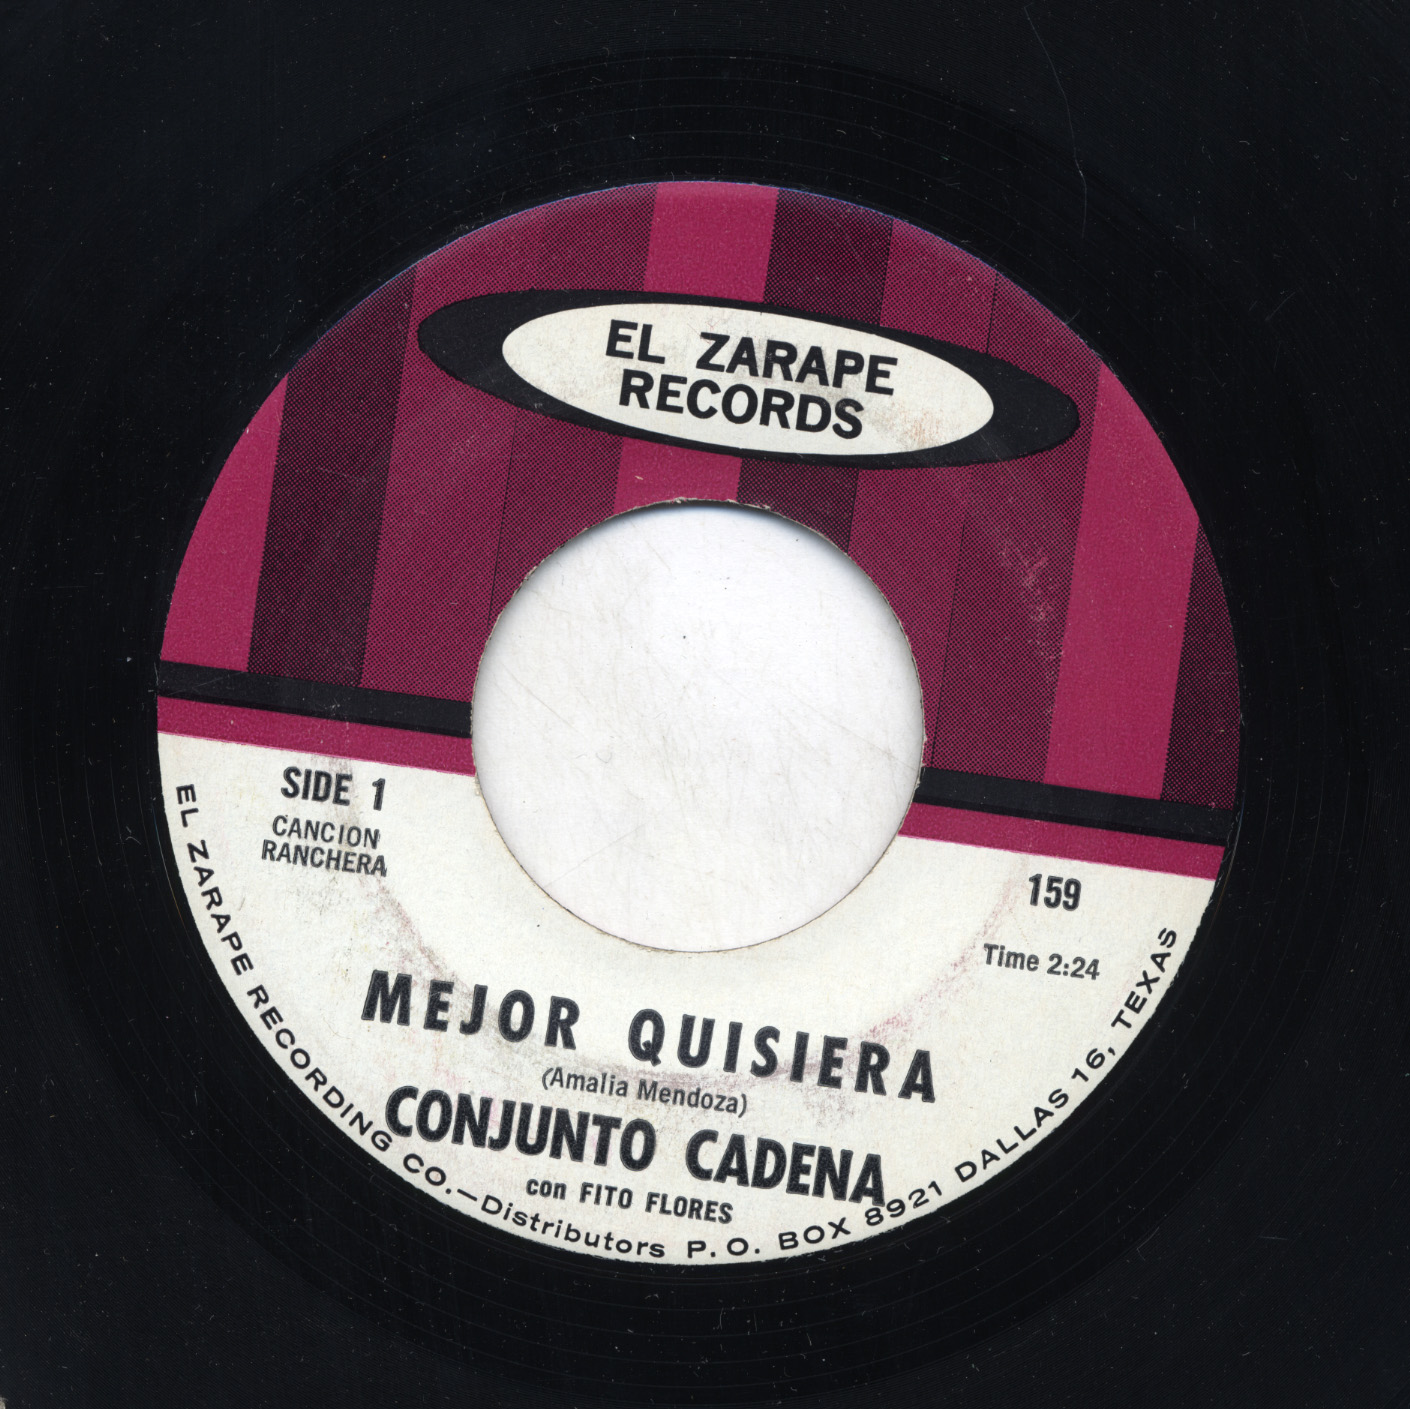 EL ZARAPE
RECORDS
SIDE 1
CANCION
RANCHERA
159
Time 2:24
MEJOR QUISIERA
(Amalia Mendoza)
CONJUNTO CADENA
con FITO FLORES
EL ZARAPE RECORDING CO.—Distributors P. O. BOX 8921 DALLAS 16, TEXAS